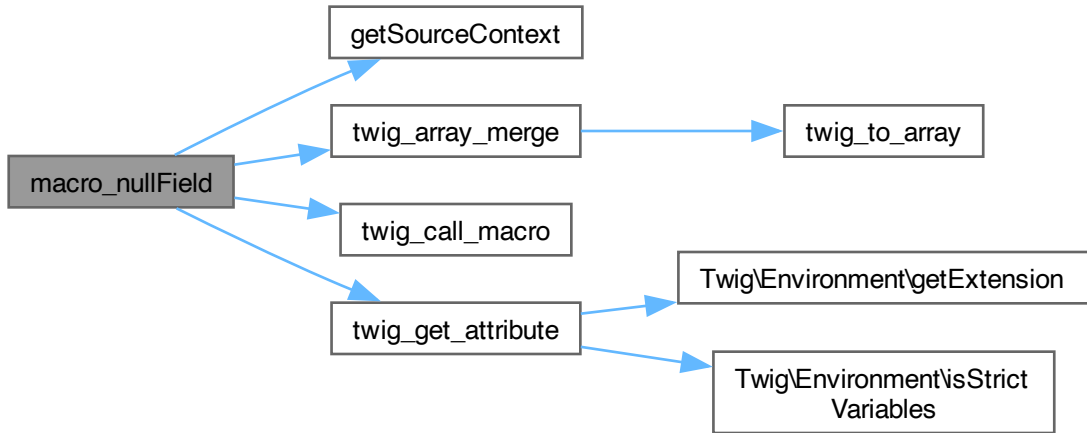 getSourceContext
twig_array_merge
twig_to_array
macro_nullField
twig_call_macro
Twig\Environment\getExtension
twig_get_attribute
Twig\Environment\isStrict
Variables